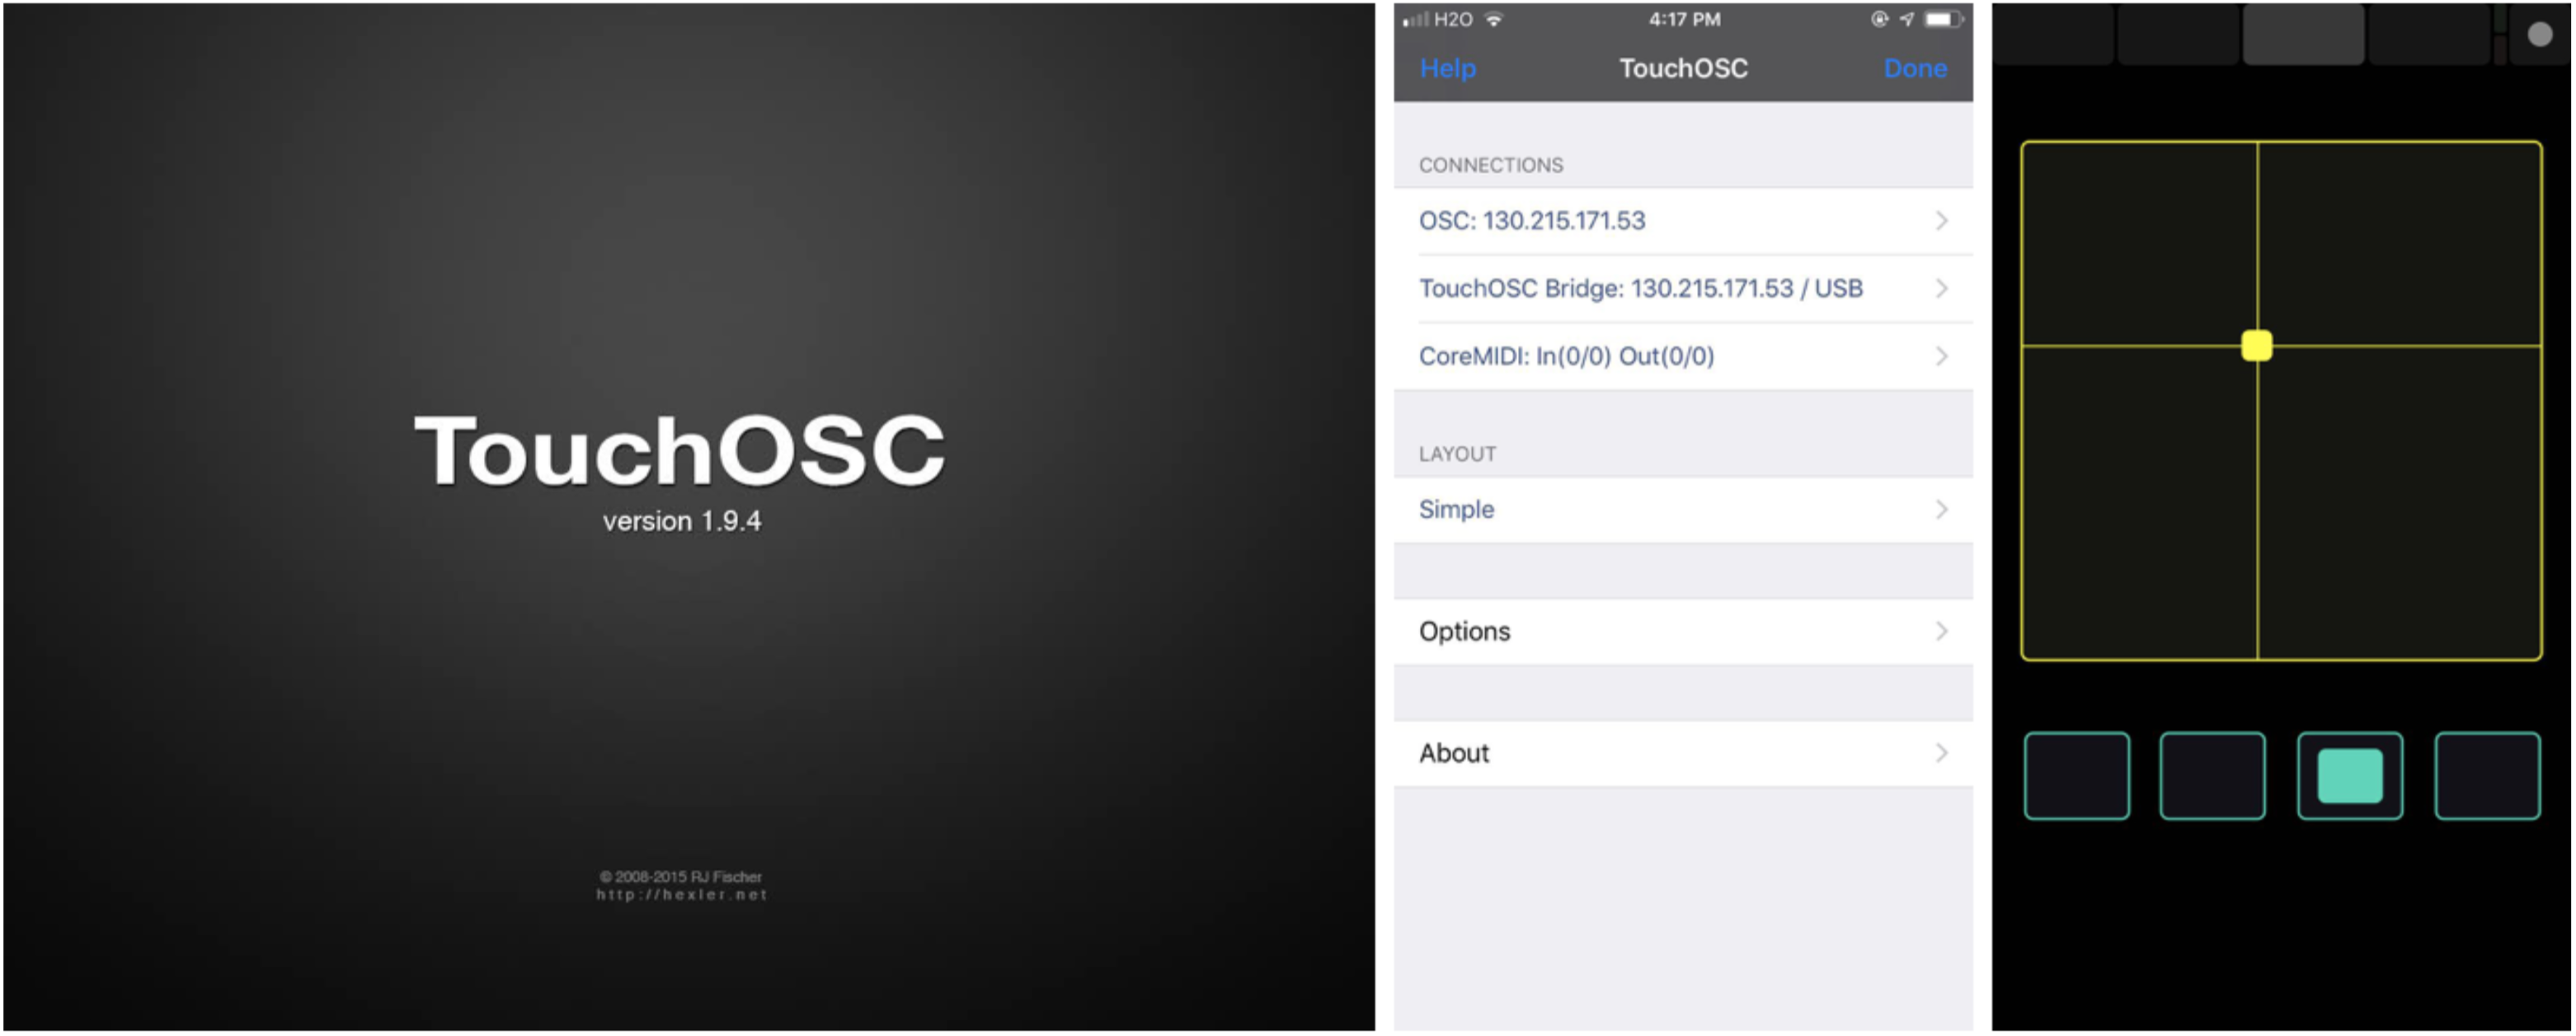 TouchOSC
version 1.9.4
© 2008-2015 RJ Fischer
http://hexler.net
H2O
4:17 PM
Help
TouchOSC
Done
CONNECTIONS
OSC: 130.215.171.53
TouchOSC Bridge: 130.215.171.53 / USB
CoreMIDI: In(0/0) Out(0/0)
LAYOUT
Simple
Options
About